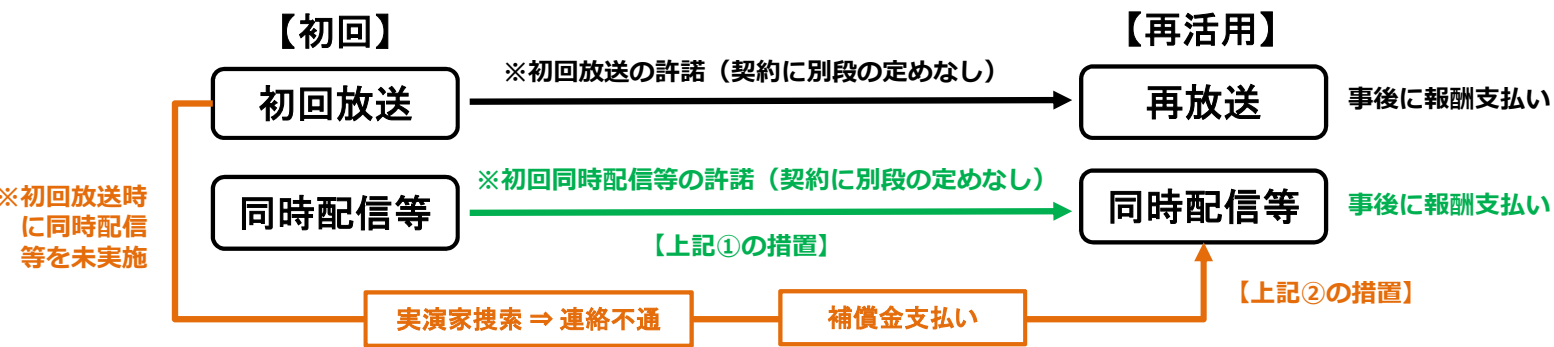 【初回】
【再活用】
※初回放送の許諾（契約に別段の定めなし）
初回放送
再放送
事後に報酬支払い
※初回同時配信等の許諾（契約に別段の定めなし）
※初回放送時
に同時配信
等を未実施
同時配信等
同時配信等
事後に報酬支払い
【上記①の措置】
【上記②の措置】
実演家捜索 ⇒ 連絡不通
補償金支払い